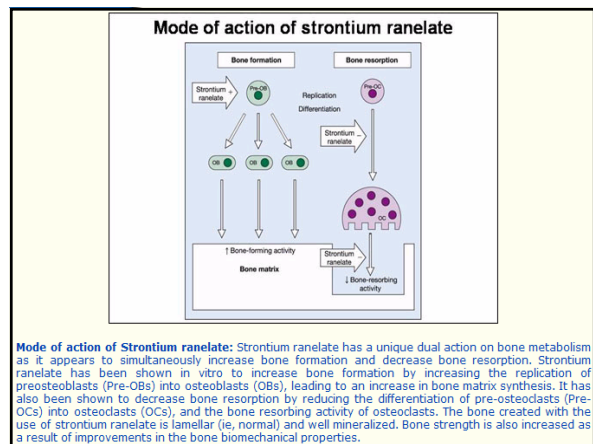 Mode of action of strontium ranelate
Bone formation
Bone resorption
Strontium
ranelate
+
Pre-OB
Pre-OC
Replication
Differentiation
Strontium
ranelate
–
OB
OB
OB
OC
↑ Bone-forming activity
Bone matrix
Strontium
ranelate
–
↓ Bone-resorbing
activity
Mode of action of Strontium ranelate: Strontium ranelate has a unique dual action on bone metabolism
as it appears to simultaneously increase bone formation and decrease bone resorption. Strontium
ranelate has been shown in vitro to increase bone formation by increasing the replication of
preosteoblasts (Pre-OBs) into osteoblasts (OBs), leading to an increase in bone matrix synthesis. It has
also been shown to decrease bone resorption by reducing the differentiation of pre-osteoclasts (Pre-
OCs) into osteoclasts (OCs), and the bone resorbing activity of osteoclasts. The bone created with the
use of strontium ranelate is lamellar (ie, normal) and well mineralized. Bone strength is also increased as
a result of improvements in the bone biomechanical properties.